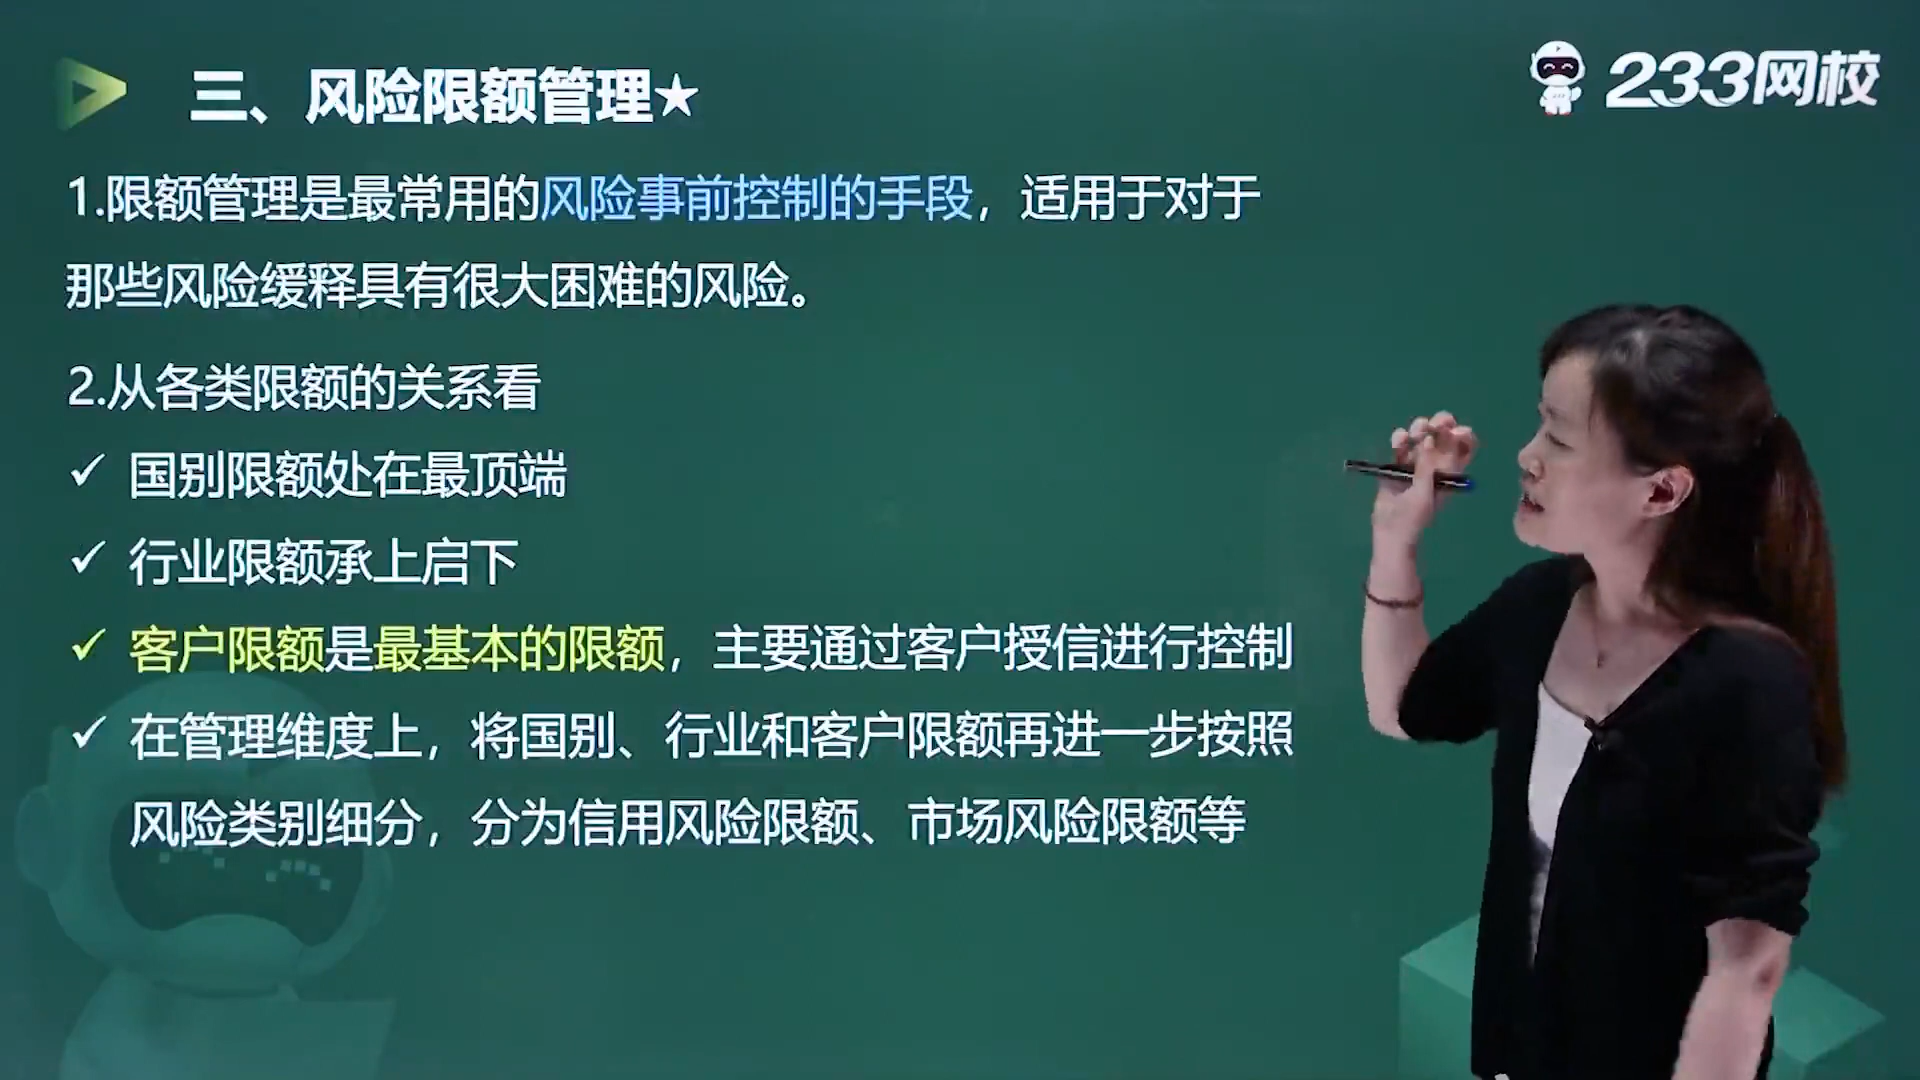 三、风险限额管理★
233网校
1.限额管理是最常用的风险事前控制的手段，适用于对于
那些风险缓释具有很大困难的风险。
2.从各类限额的关系看
✓ 国别限额处在最顶端
✓ 行业限额承上启下
✓ 客户限额是最基本的限额，主要通过客户授信进行控制
✓ 在管理维度上，将国别、行业和客户限额再进一步按照
风险类别细分，分为信用风险限额、市场风险限额等